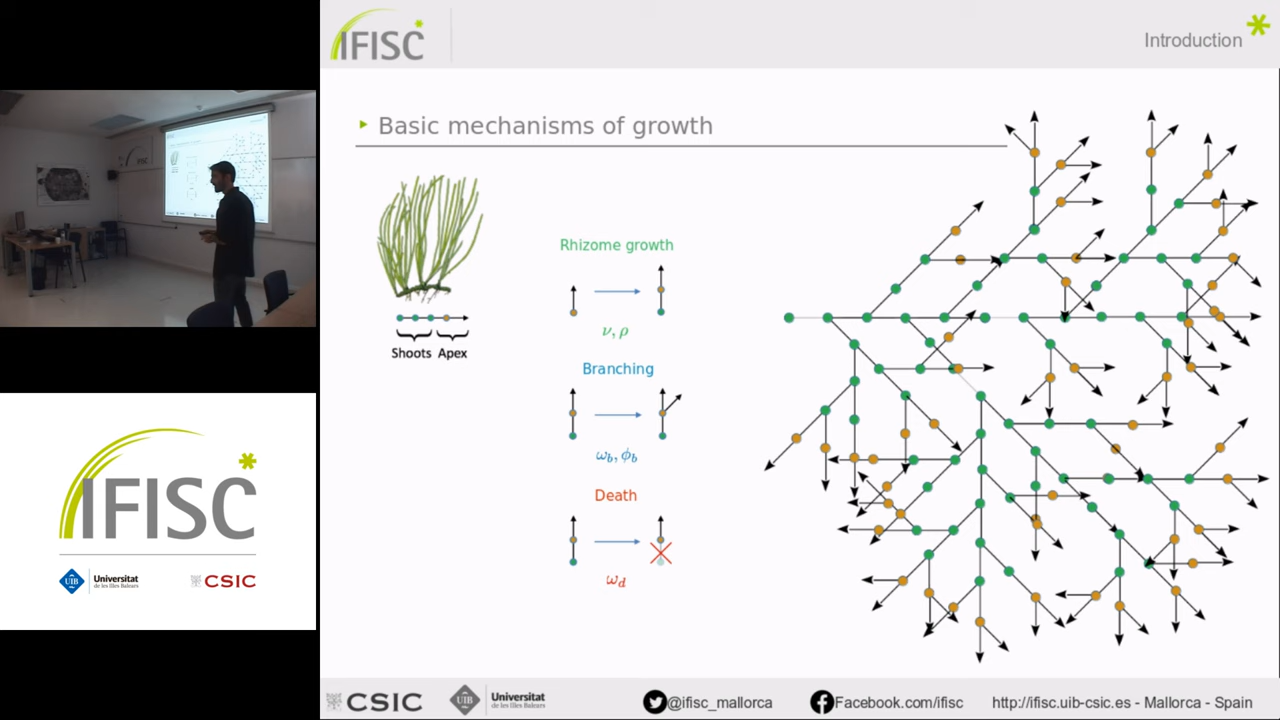 IFISC
Introduction
Basic mechanisms of growth
Shoots Apex
Rhizome growth
ν, ρ
Branching
ω_b, ϕ_b
Death
ω_d
IFISC
UIB
Universitat
de les Illes Balears
CSIC
CSIC
UIB
Universitat
de les Illes Balears
@ifisc_mallorca
Facebook.com/ifisc
http://ifisc.uib-csic.es - Mallorca - Spain